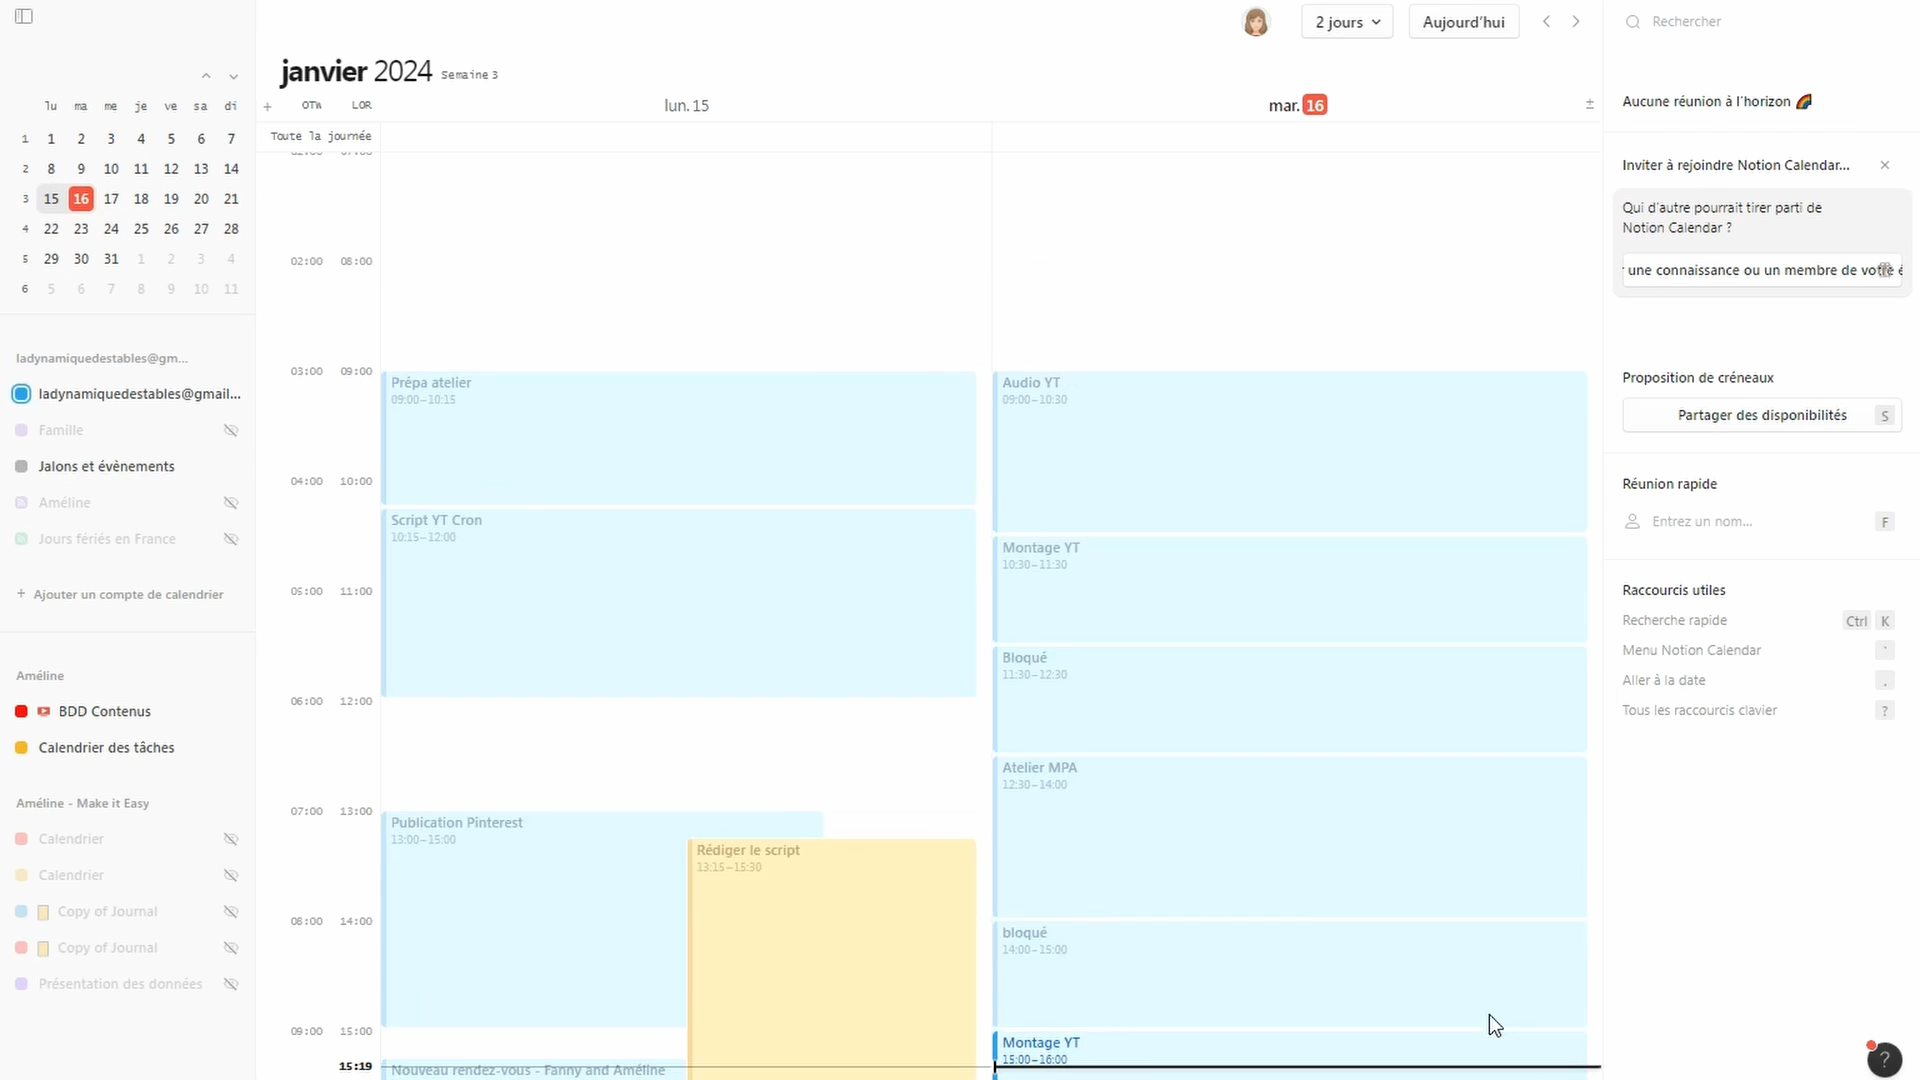 lu ma me je ve sa di
1 1 2 3 4 5 6 7
2 8 9 10 11 12 13 14
3 15 16 17 18 19 20 21
4 22 23 24 25 26 27 28
5 29 30 31 1 2 3 4
6 5 6 7 8 9 10 11
ladynamiquedestables@gm...
ladynamiquedestables@gmail...
Famille
Jalons et évènements
Améline
Jours fériés en France
+ Ajouter un compte de calendrier
Améline
BDD Contenus
Calendrier des tâches
Améline - Make it Easy
Calendrier
Calendrier
Copy of Journal
Copy of Journal
Présentation des données
2 jours
Aujourd'hui
janvier 2024 Semaine 3
+ OTW LOR
lun. 15
mar. 16
Toute la journée
02:00 08:00
03:00 09:00
04:00 10:00
05:00 11:00
06:00 12:00
07:00 13:00
08:00 14:00
09:00 15:00
15:19
Prépa atelier
09:00–10:15
Script YT Cron
10:15–12:00
Publication Pinterest
13:00–15:00
Rédiger le script
13:15–15:30
Nouveau rendez-vous - Fanny and Améline
Audio YT
09:00–10:30
Montage YT
10:30–11:30
Bloqué
11:30–12:30
Atelier MPA
12:30–14:00
bloqué
14:00–15:00
Montage YT
15:00–16:00
Rechercher
Aucune réunion à l'horizon
Inviter à rejoindre Notion Calendar...
Qui d'autre pourrait tirer parti de
Notion Calendar ?
une connaissance ou un membre de votre é
Proposition de créneaux
Partager des disponibilités S
Réunion rapide
Entrez un nom... F
Raccourcis utiles
Recherche rapide Ctrl K
Menu Notion Calendar
Aller à la date .
Tous les raccourcis clavier ?
?